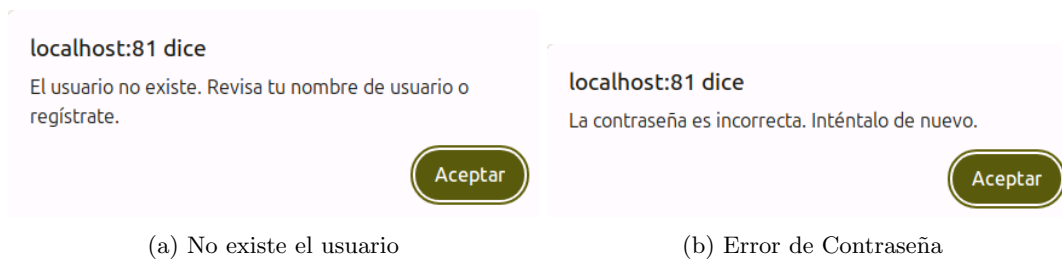 localhost:81 dice
El usuario no existe. Revisa tu nombre de usuario o
regístrate.
Aceptar
(a) No existe el usuario
localhost:81 dice
La contraseña es incorrecta. Inténtalo de nuevo.
Aceptar
(b) Error de Contraseña